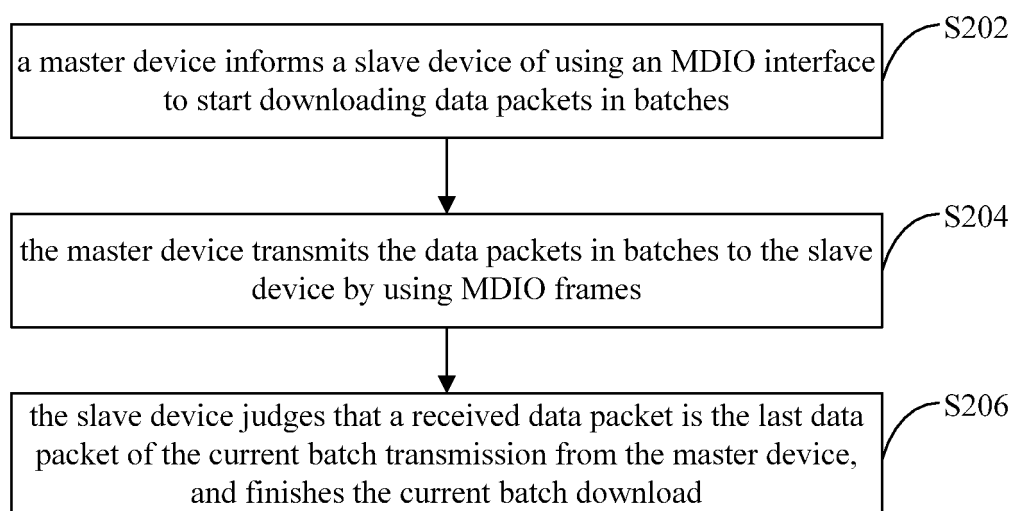 S202
a master device informs a slave device of using an MDIO interface
to start downloading data packets in batches
S204
the master device transmits the data packets in batches to the slave
device by using MDIO frames
S206
the slave device judges that a received data packet is the last data
packet of the current batch transmission from the master device,
and finishes the current batch download